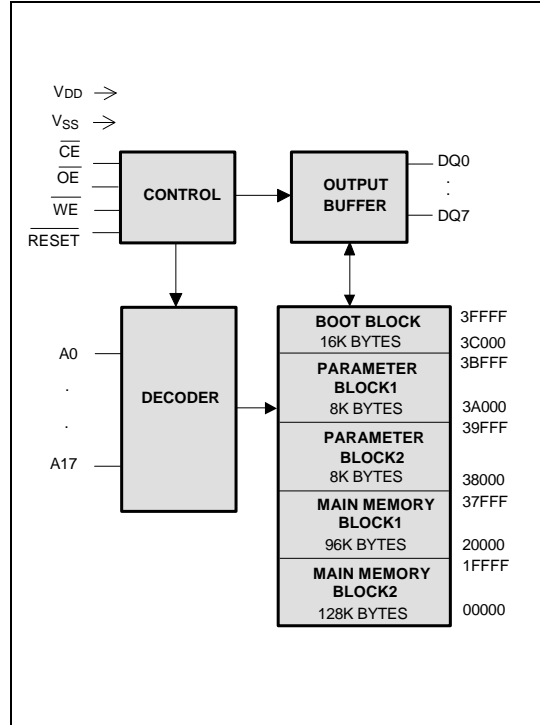 VDD
VSS
CE
OE
WE
RESET
CONTROL
OUTPUT
BUFFER
DQ0
.
.
DQ7
A0
.
.
A17
DECODER
BOOT BLOCK
16K BYTES
3FFFF
3C000
PARAMETER
BLOCK1
8K BYTES
3BFFF
3A000
PARAMETER
BLOCK2
8K BYTES
39FFF
38000
MAIN MEMORY
BLOCK1
96K BYTES
37FFF
20000
MAIN MEMORY
BLOCK2
128K BYTES
1FFFF
00000